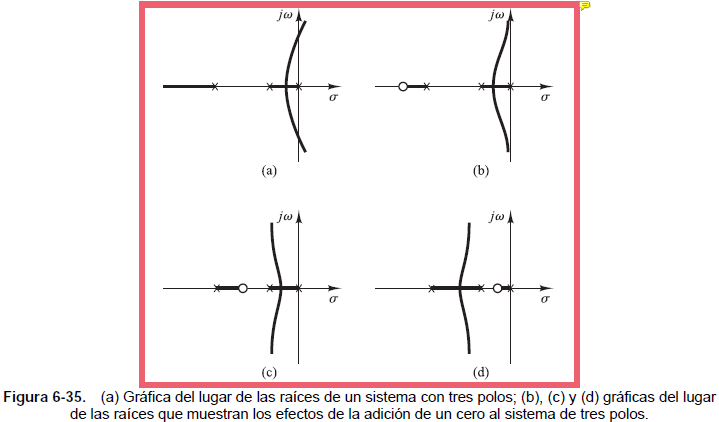 jω
σ
(a)
jω
σ
(b)
jω
σ
(c)
jω
σ
(d)
Figura 6-35. (a) Gráfica del lugar de las raíces de un sistema con tres polos; (b), (c) y (d) gráficas del lugar
de las raíces que muestran los efectos de la adición de un cero al sistema de tres polos.